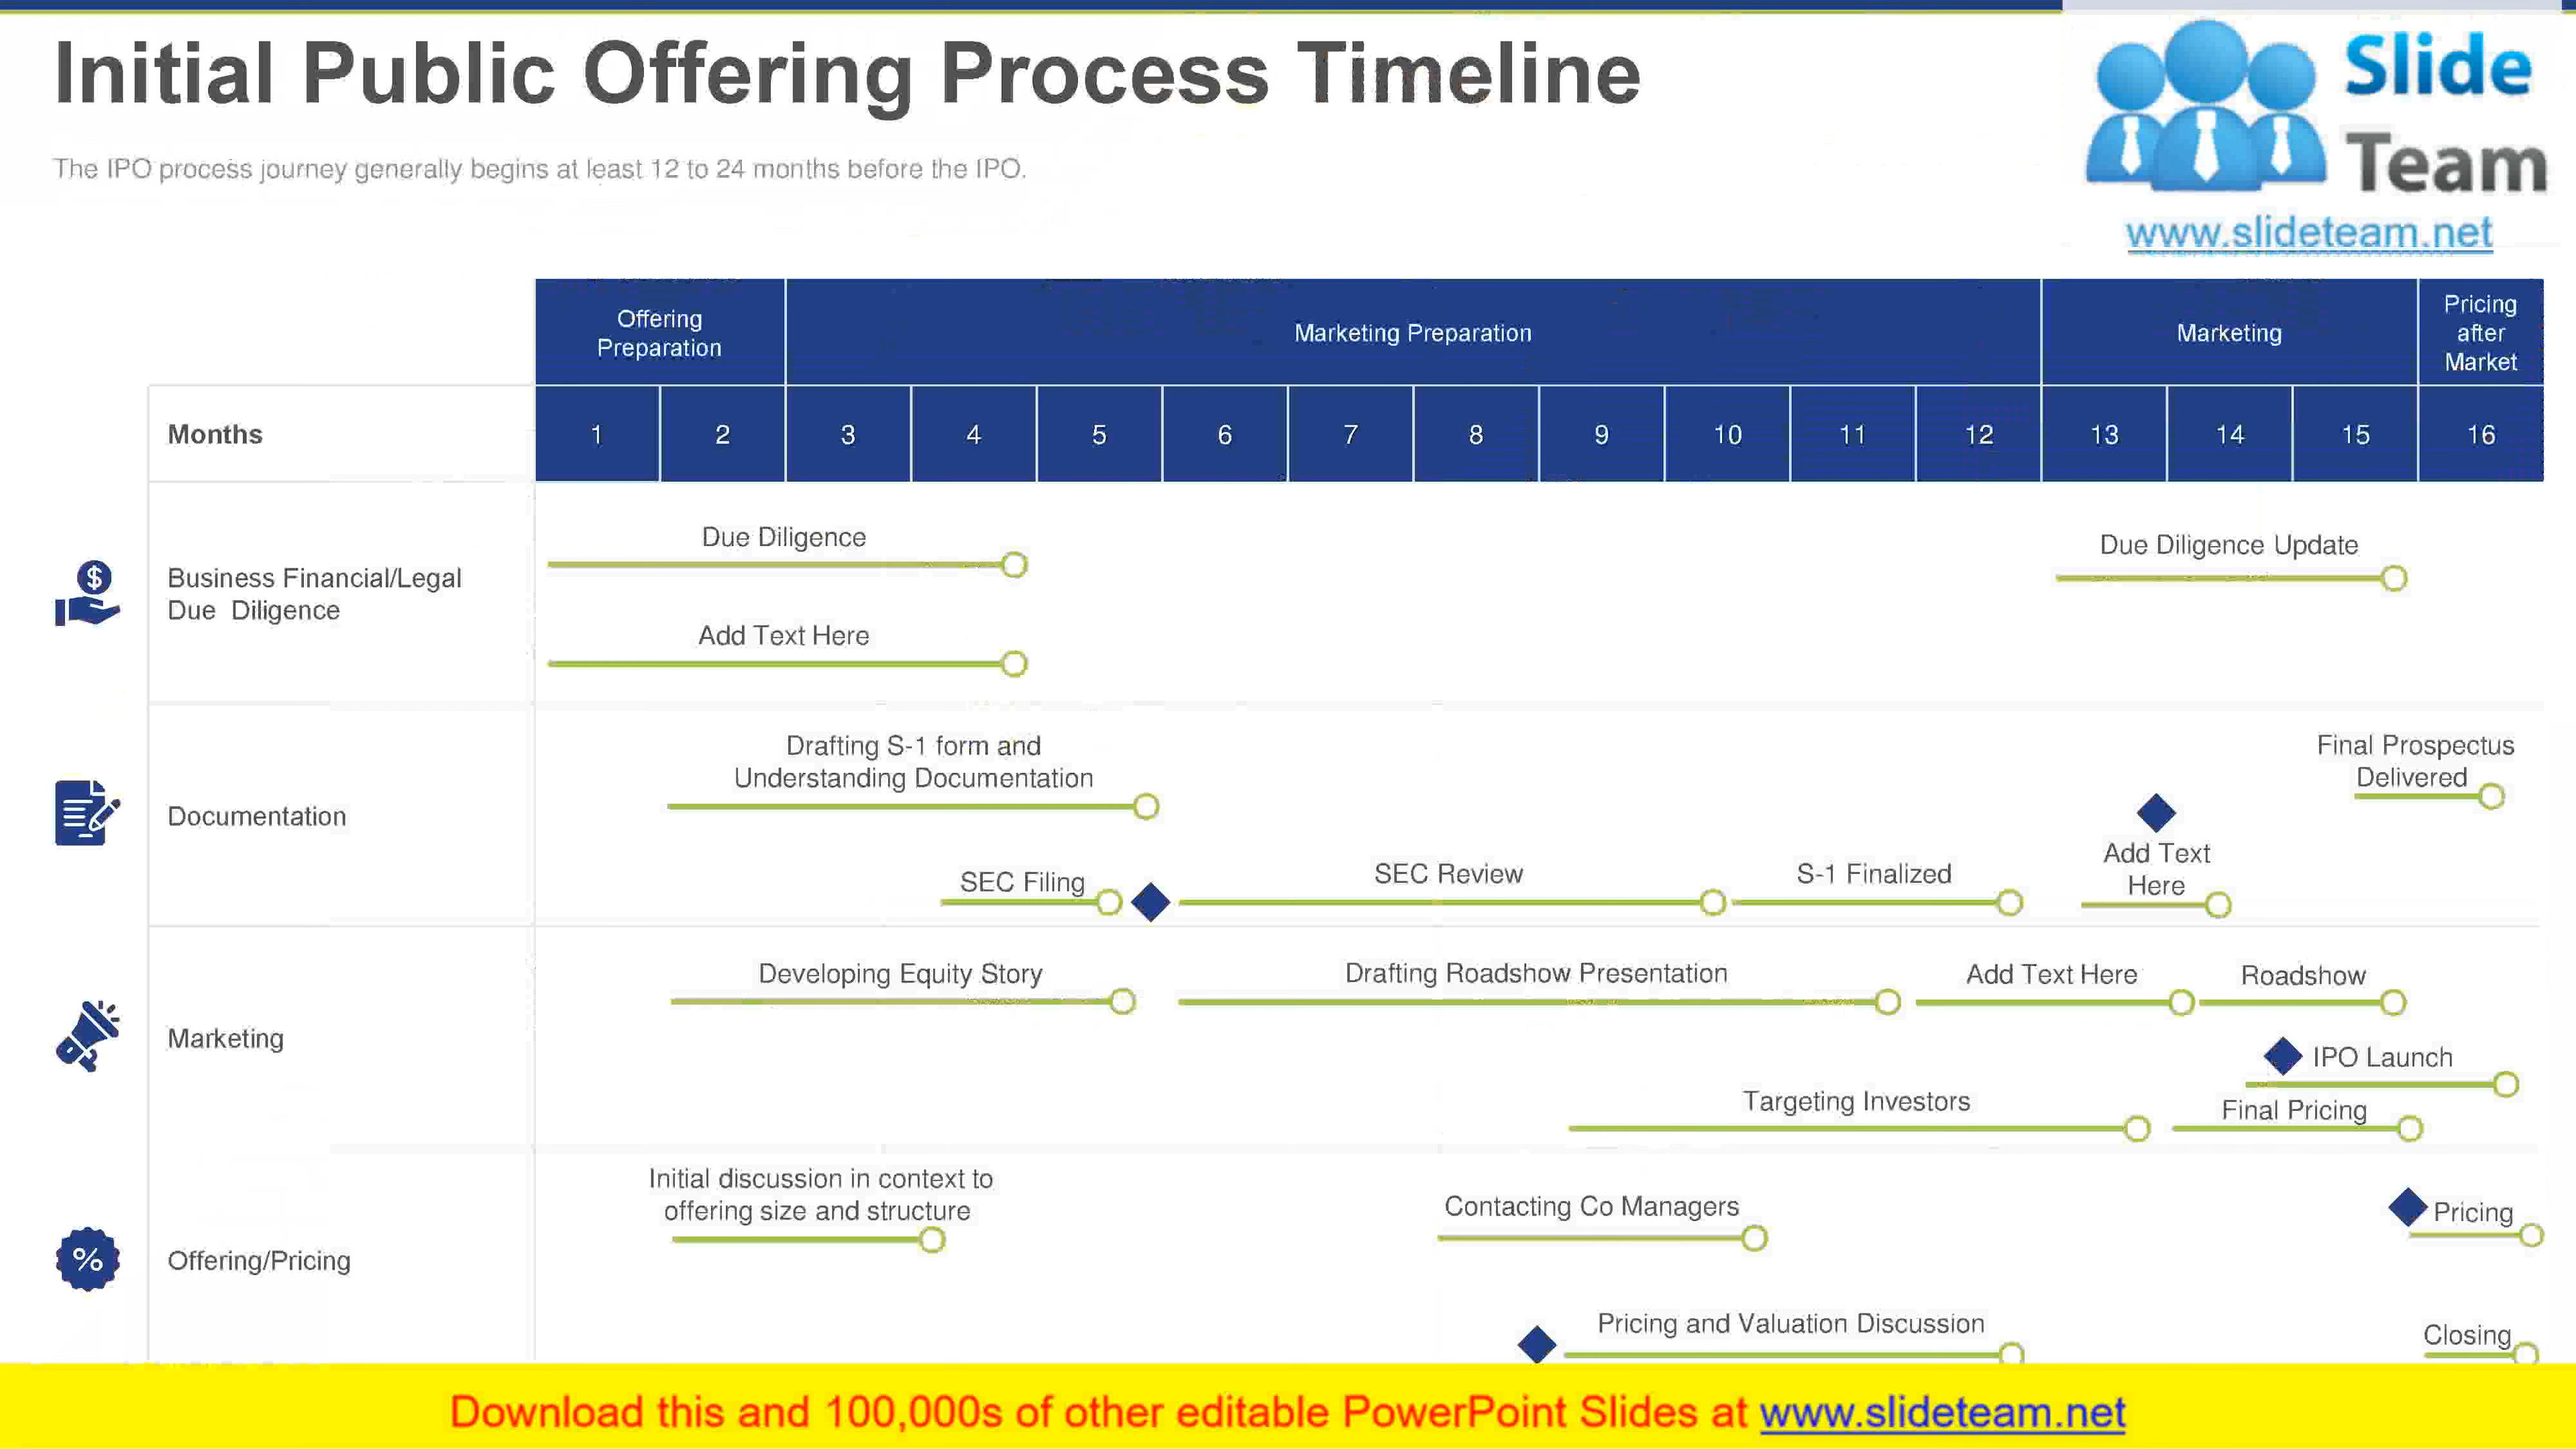 Initial Public Offering Process Timeline
The IPO process journey generally begins at least 12 to 24 months before the IPO.
Slide
Team
www.slideteam.net
Offering
Preparation
Marketing Preparation
Marketing
Pricing
after
Market
Months
1 2 3 4 5 6 7 8 9 10 11 12 13 14 15 16
$
Business Financial/Legal
Due Diligence
Due Diligence
Due Diligence Update
Add Text Here
Documentation
Drafting S-1 form and
Understanding Documentation
Final Prospectus
Delivered
SEC Filing
SEC Review
S-1 Finalized
Add Text
Here
Marketing
Developing Equity Story
Drafting Roadshow Presentation
Add Text Here
Roadshow
IPO Launch
Targeting Investors
Final Pricing
%
Offering/Pricing
Initial discussion in context to
offering size and structure
Contacting Co Managers
Pricing
Pricing and Valuation Discussion
Closing
Download this and 100,000s of other editable PowerPoint Slides at www.slideteam.net